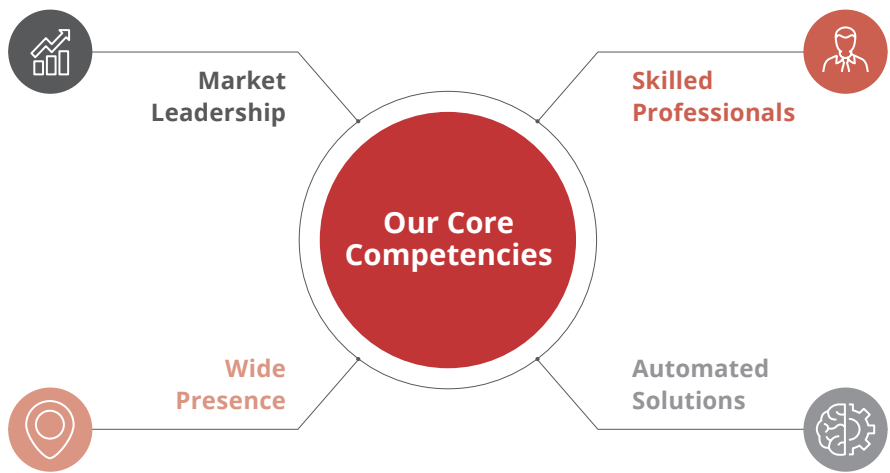 Market
Leadership
Skilled
Professionals
Our Core
Competencies
Wide
Presence
Automated
Solutions